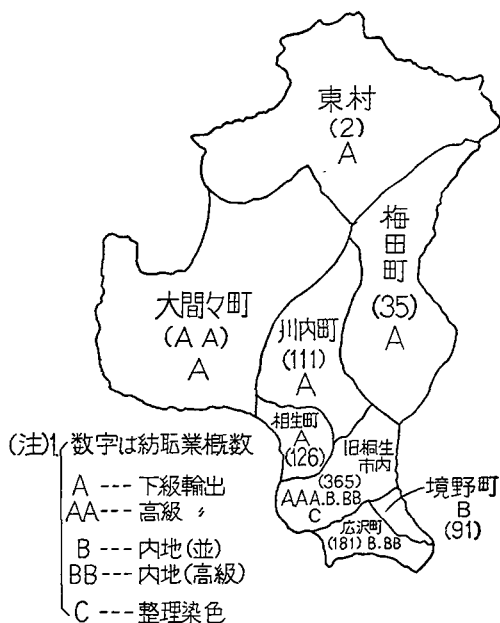 東村
(2)
A
梅田町
(35)
A
大間々町
(A A)
A
川内町
(111)
A
相生町
A
(126)
旧桐生
市内
(365)
AAA.B.BB
C
境野町
B
(91)
広沢町
(181) B.BB
(注)1 数字は紡耺業概数
A --- 下級輸出
AA --- 高級 〃
B --- 内地(並)
BB --- 内地(高級)
C --- 整理染色